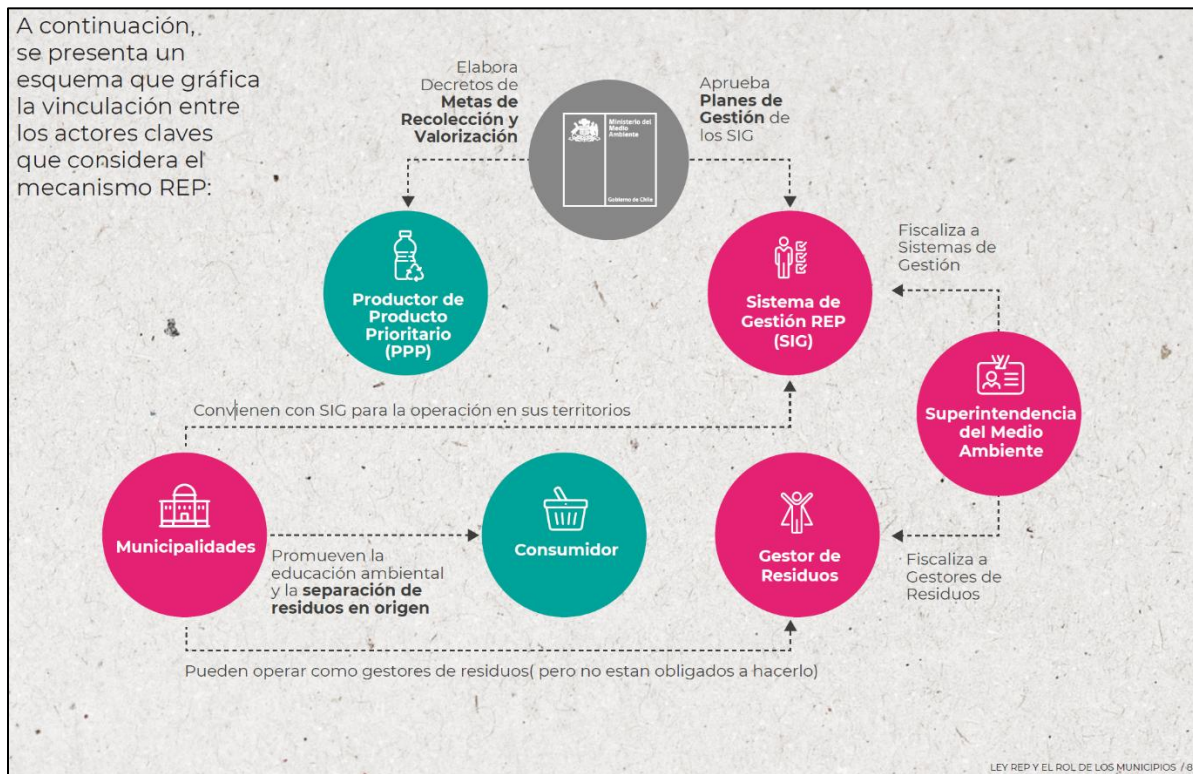 A continuación,
se presenta un
esquema que gráfica
la vinculación entre
los actores claves
que considera el
mecanismo REP:
Elabora
Decretos de
Metas de
Recolección y
Valorización
Ministerio del
Medio
Ambiente
Gobierno de Chile
Aprueba
Planes de
Gestión de
los SIG
Productor de
Producto
Prioritario
(PPP)
Sistema de
Gestión REP
(SIG)
Fiscaliza a
Sistemas de
Gestión
Superintendencia
del Medio
Ambiente
Convienen con SIG para la operación en sus territorios
Municipalidades
Promueven la
educación ambiental
y la separación de
residuos en origen
Consumidor
Gestor de
Residuos
Fiscaliza a
Gestores de
Residuos
Pueden operar como gestores de residuos( pero no estan obligados a hacerlo)
LEY REP Y EL ROL DE LOS MUNICIPIOS / 8